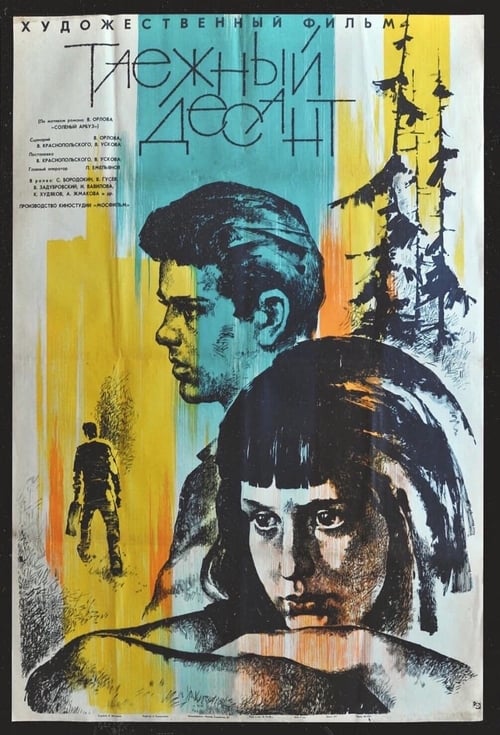 ХУДОЖЕСТВЕННЫЙ ФИЛЬМ
ТАЕЖНЫЙ
ДЕСАНТ
(По мотивам романа В. ОРЛОВА
«СОЛЕНЫЙ АРБУЗ»)
Сценарий В. ОРЛОВА,
В. КРАСНОПОЛЬСКОГО, В. УСКОВА
Постановка
В. КРАСНОПОЛЬСКОГО, В. УСКОВА
Главный оператор П. ЕМЕЛЬЯНОВ
В ролях: С. БОРОДОКИН, В. ГУСЕВ,
В. ЗАДУБРОВСКИЙ, Н. ВАВИЛОВА,
К. ХУДЯКОВ, А. ЖМАКОВА и др.
ПРОИЗВОДСТВО КИНОСТУДИИ «МОСФИЛЬМ»